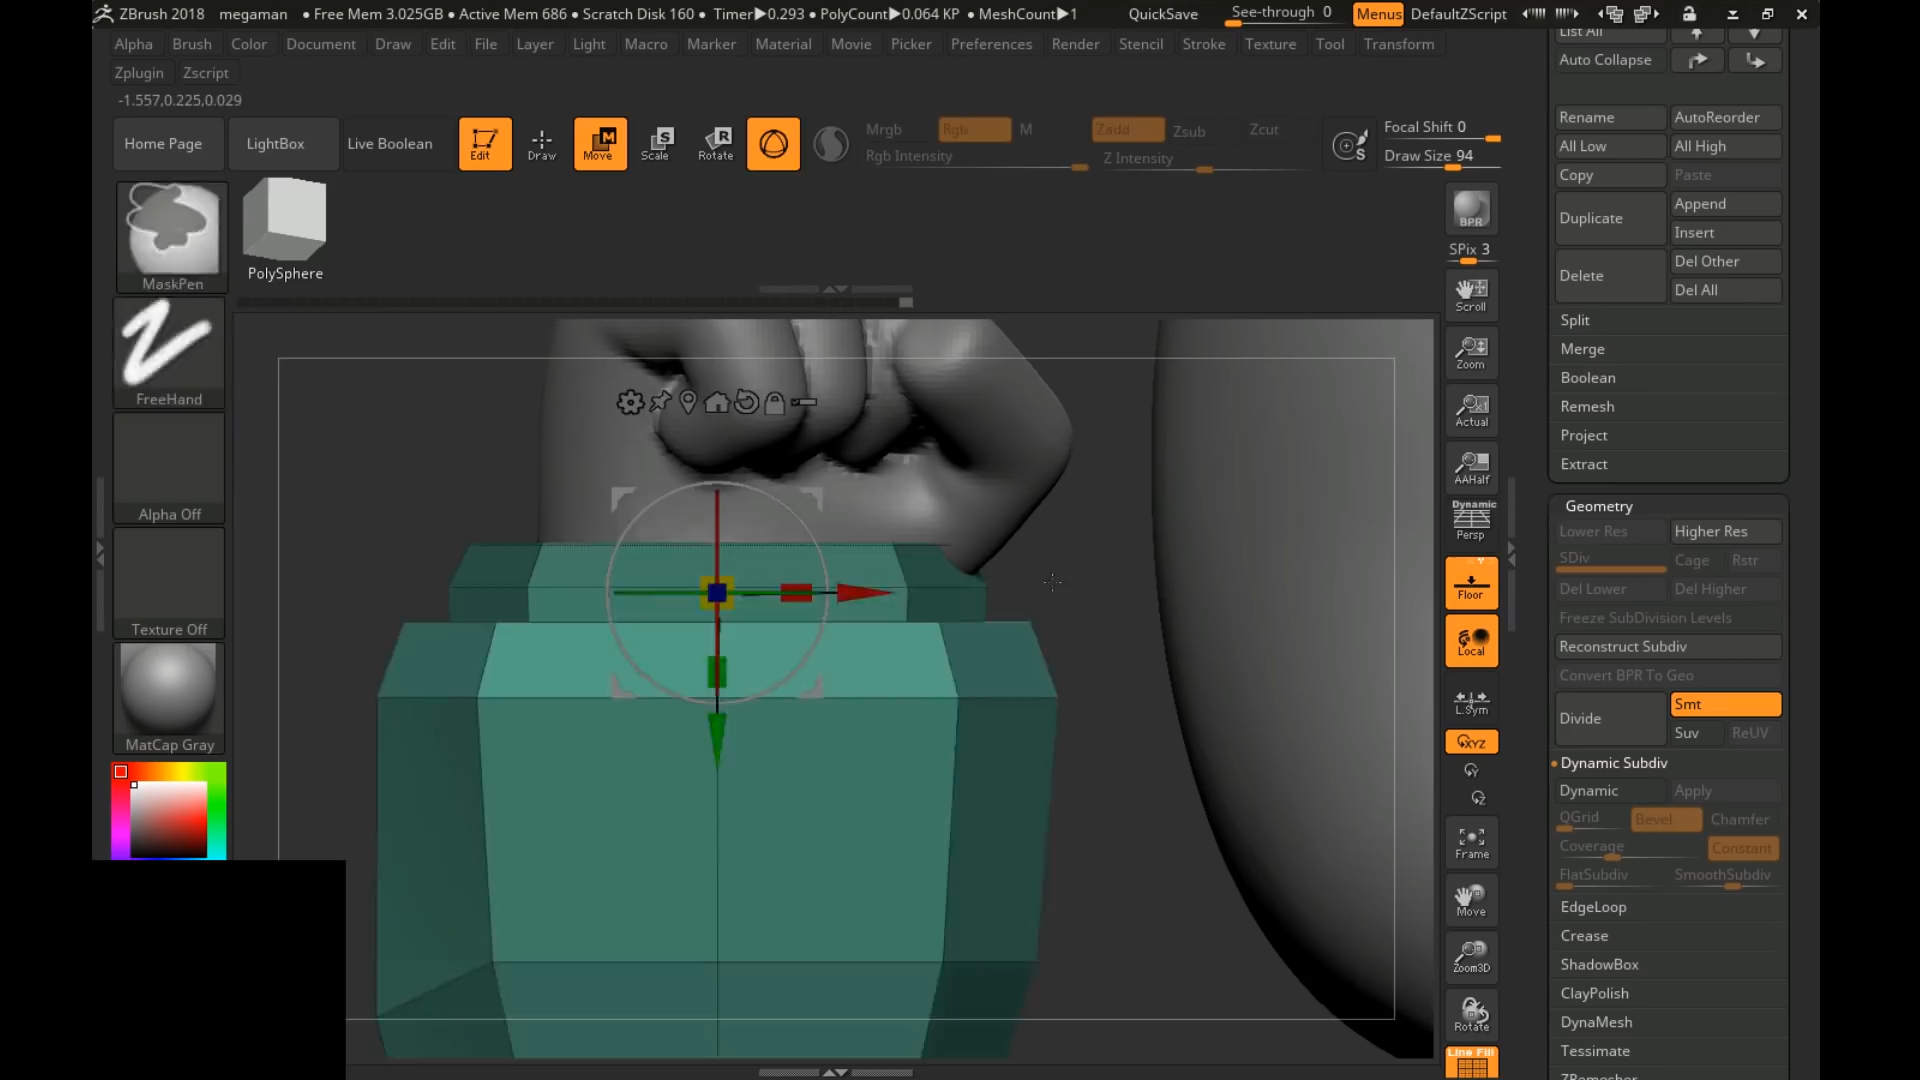 ZBrush 2018 megaman • Free Mem 3.025GB • Active Mem 686 • Scratch Disk 160 • Timer▶0.293 • PolyCount▶0.064 KP • MeshCount▶1 QuickSave See-through 0 Menus DefaultZScript
Alpha Brush Color Document Draw Edit File Layer Light Macro Marker Material Movie Picker Preferences Render Stencil Stroke Texture Tool Transform
Zplugin Zscript
-1.557,0.225,0.029
Home Page LightBox Live Boolean Edit Draw Move Scale Rotate
Mrgb Rgb M Zadd Zsub Zcut
Rgb Intensity Z Intensity
Focal Shift 0
Draw Size 94
MaskPen
PolySphere
FreeHand
Alpha Off
Texture Off
MatCap Gray
BPR
SPix 3
Scroll
Zoom
Actual
AAHalf
Dynamic
Persp
Floor
Local
L.Sym
XYZ
Frame
Move
Zoom3D
Rotate
Line Fill
List All
Auto Collapse
Rename AutoReorder
All Low All High
Copy Paste
Duplicate Append
Insert
Delete Del Other
Del All
Split
Merge
Boolean
Remesh
Project
Extract
Geometry
Lower Res Higher Res
SDiv Cage Rstr
Del Lower Del Higher
Freeze SubDivision Levels
Reconstruct Subdiv
Convert BPR To Geo
Divide Smt
Suv ReUV
Dynamic Subdiv
Dynamic Apply
QGrid Bevel Chamfer
Coverage Constant
FlatSubdiv SmoothSubdiv
EdgeLoop
Crease
ShadowBox
ClayPolish
DynaMesh
Tessimate
ZRemesher